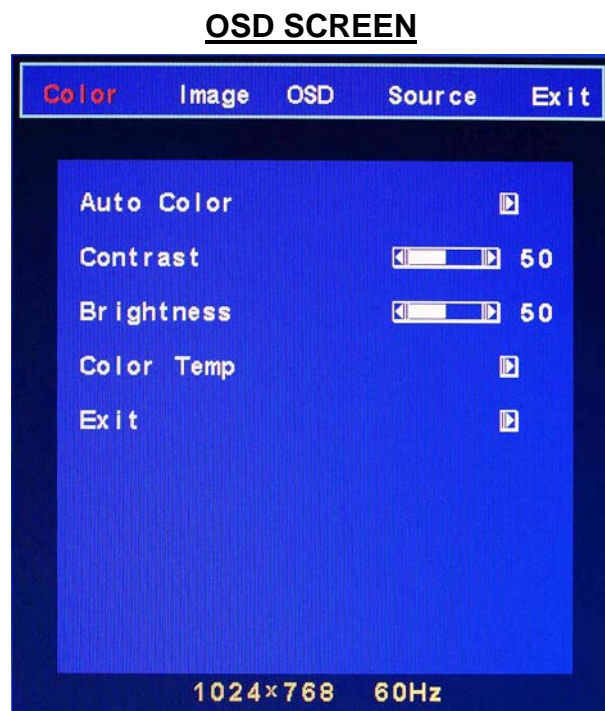 OSD SCREEN
Color Image OSD Source Exit
Auto Color
Contrast 50
Brightness 50
Color Temp
Exit
1024×768 60Hz